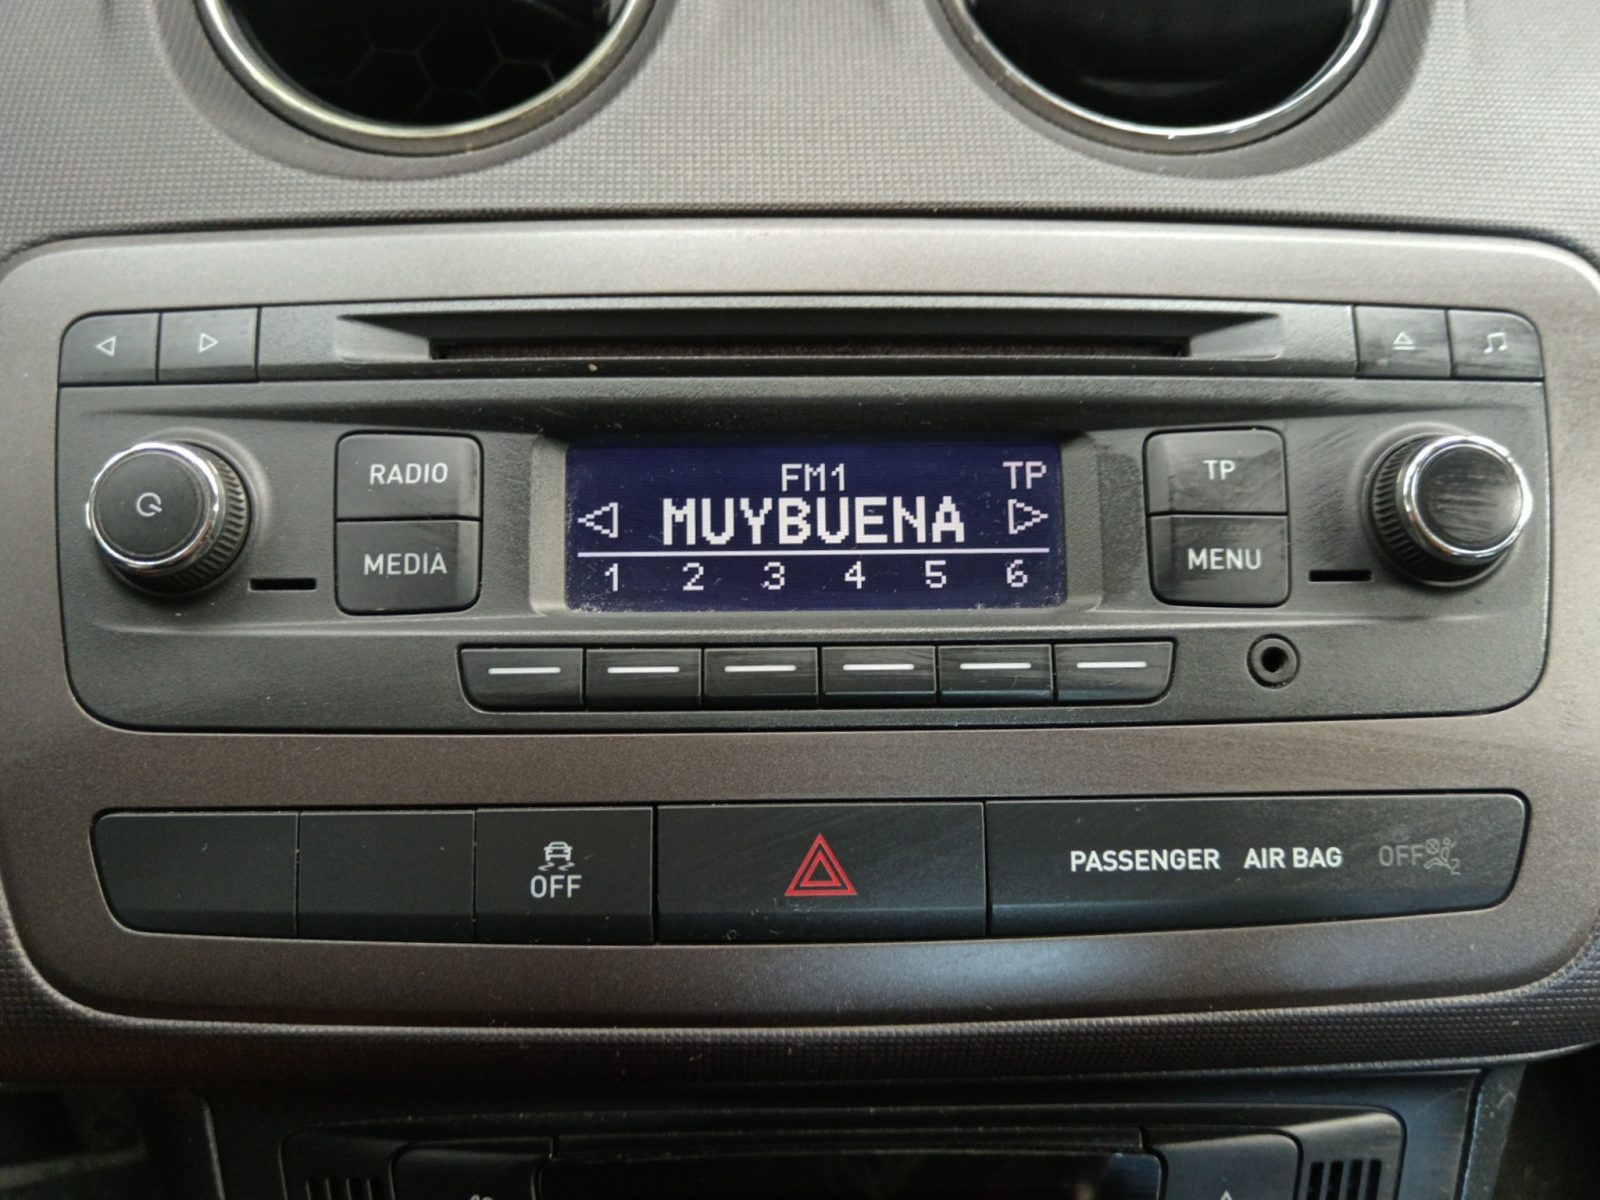 FM1 TP
MUYBUENA
1 2 3 4 5 6
RADIO
MEDIA
TP
MENU
OFF
PASSENGER AIR BAG OFF